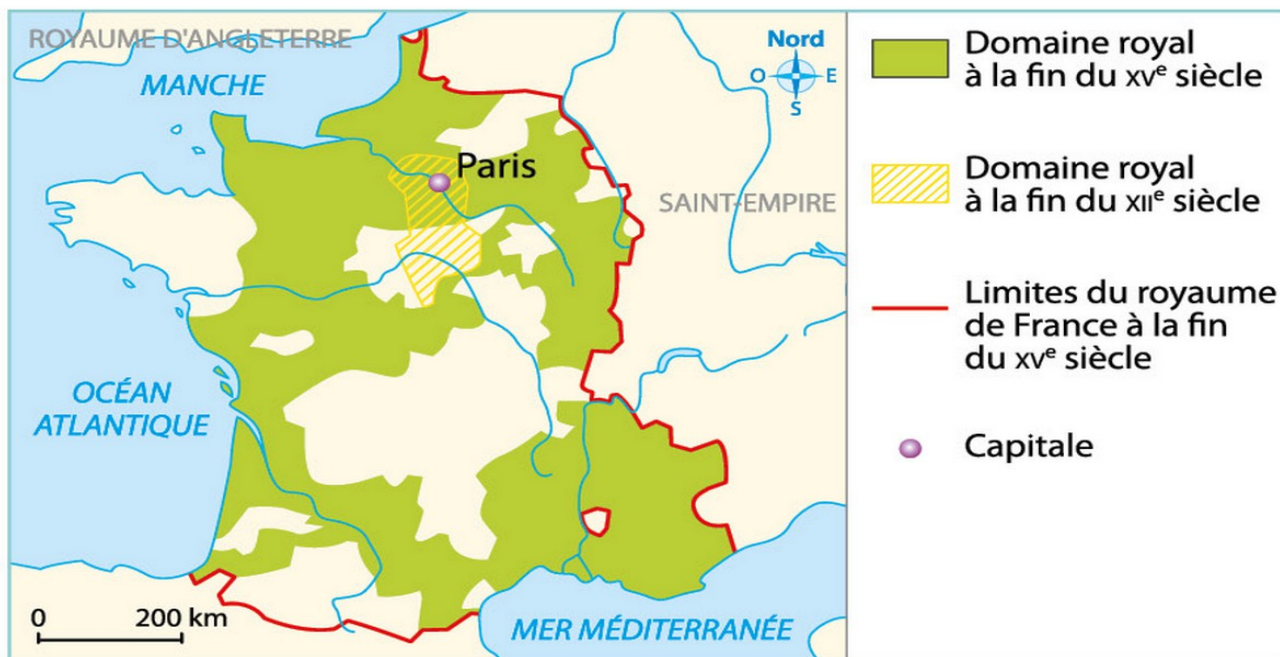 ROYAUME D'ANGLETERRE
MANCHE
Nord
O
E
S
Paris
SAINT-EMPIRE
OCÉAN
ATLANTIQUE
MER MÉDITERRANÉE
0
200 km
Domaine royal
à la fin du XVe siècle
Domaine royal
à la fin du XIIe siècle
Limites du royaume
de France à la fin
du XVe siècle
Capitale